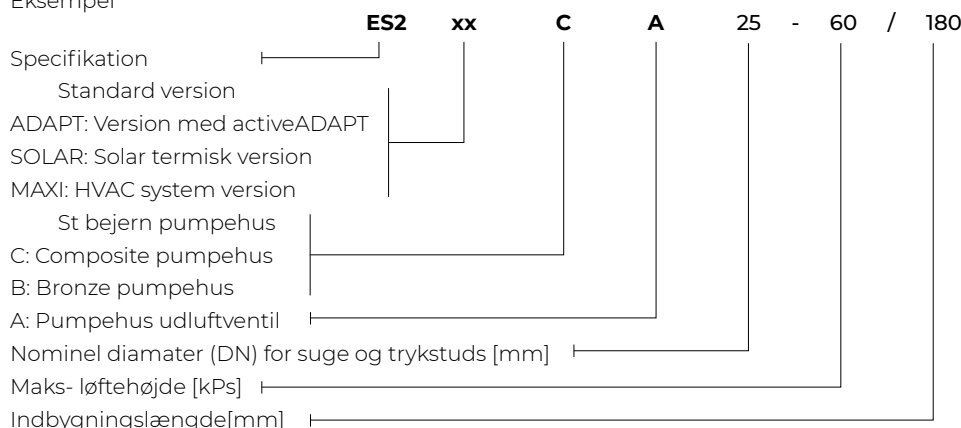 Eksempel
ES2 xx C A 25 - 60 / 180
Specifikation
Standard version
ADAPT: Version med activeADAPT
SOLAR: Solar termisk version
MAXI: HVAC system version
St bejern pumpehus
C: Composite pumpehus
B: Bronze pumpehus
A: Pumpehus udluftventil
Nominel diamater (DN) for suge og trykstuds [mm]
Maks- løftehøjde [kPs]
Indbygningslængde[mm]